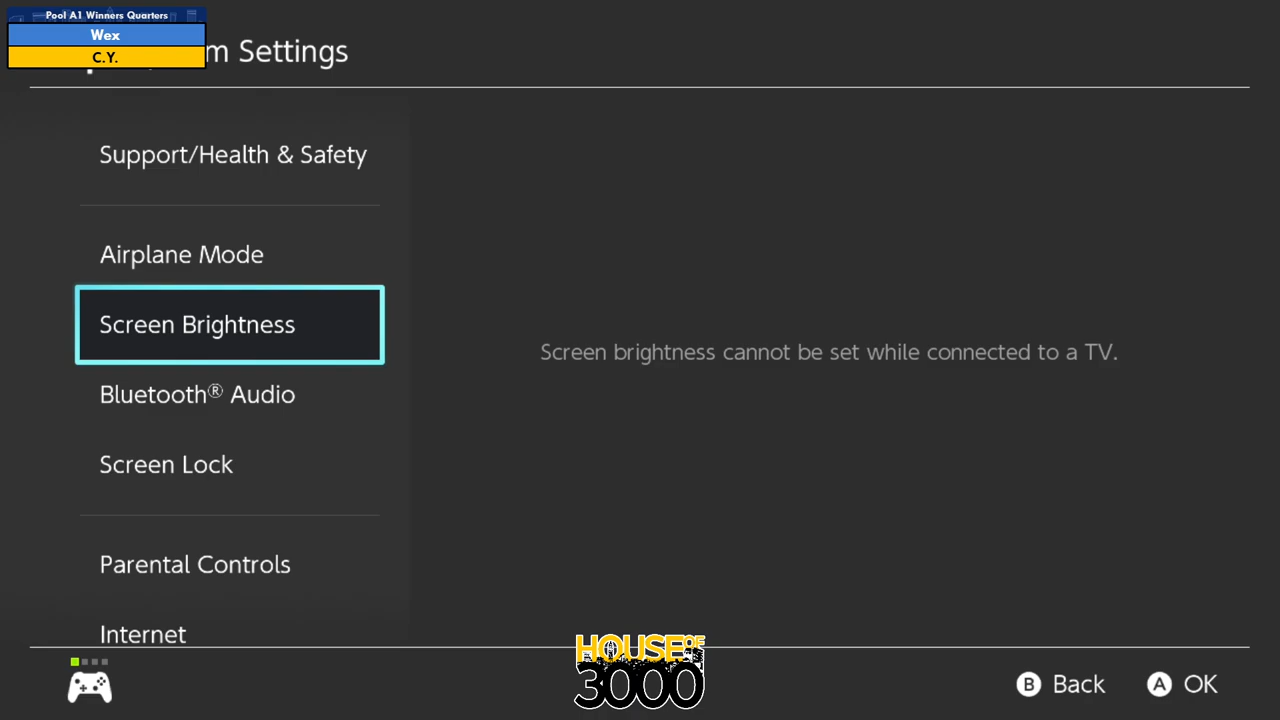 Pool A1 Winners Quarters
Wex
C.Y.
m Settings
Support/Health & Safety
Airplane Mode
Screen Brightness
Screen brightness cannot be set while connected to a TV.
Bluetooth® Audio
Screen Lock
Parental Controls
Internet
HOUSE OF
3000
B Back
A OK